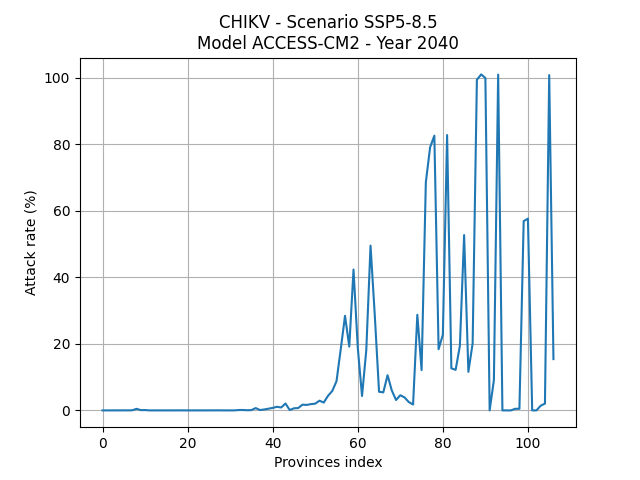 CHIKV - Scenario SSP5-8.5
Model ACCESS-CM2 - Year 2040
100
80
60
40
20
0
Attack rate (%)
0 20 40 60 80 100
Provinces index